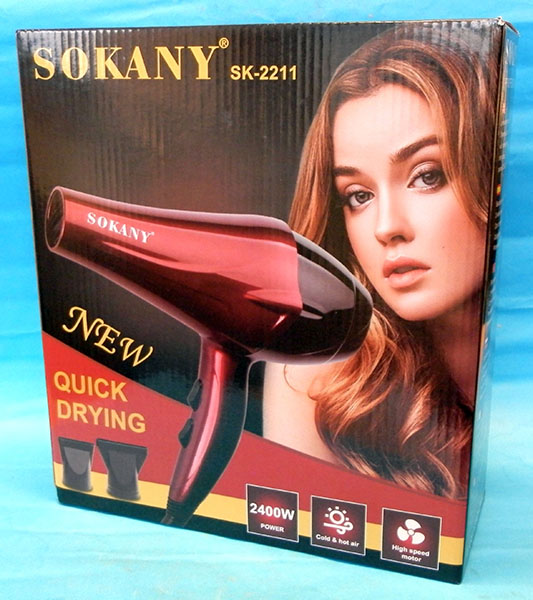 SOKANY®
SK-2211
SOKANY®
NEW
QUICK
DRYING
2400W
POWER
Cold & hot air
High speed
motor